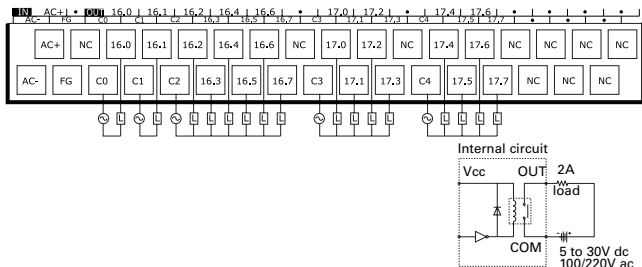 IN AC+ • OUT 16.0 16.1 16.2 16.4 16.6 • 17.0 17.2 • 17.4 17.6 • • • •
AC- FG C0 C1 C2 16.3 16.5 16.7 C3 17.1 17.3 C4 17.5 17.7 • • •
AC+ NC 16.0 16.1 16.2 16.4 16.6 NC 17.0 17.2 NC 17.4 17.6 NC NC NC NC
AC- FG C0 C1 C2 16.3 16.5 16.7 C3 17.1 17.3 C4 17.5 17.7 NC NC NC
L L L L L L L L L L L L L L L L
Internal circuit
Vcc OUT 2A
load
COM
5 to 30V dc
100/220V ac